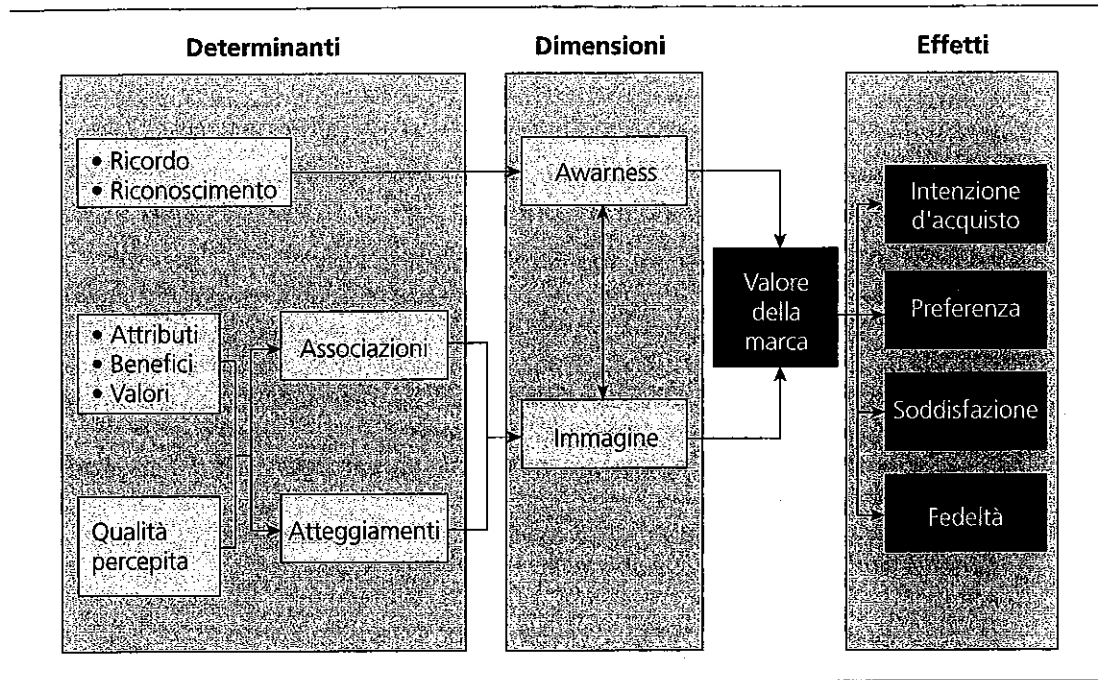 Determinanti
Dimensioni
Effetti
• Ricordo
• Riconoscimento
Awarness
Intenzione
d'acquisto
Valore
della
marca
• Attributi
• Benefici
• Valori
Associazioni
Preferenza
Immagine
Soddisfazione
Qualità
percepita
Atteggiamenti
Fedeltà